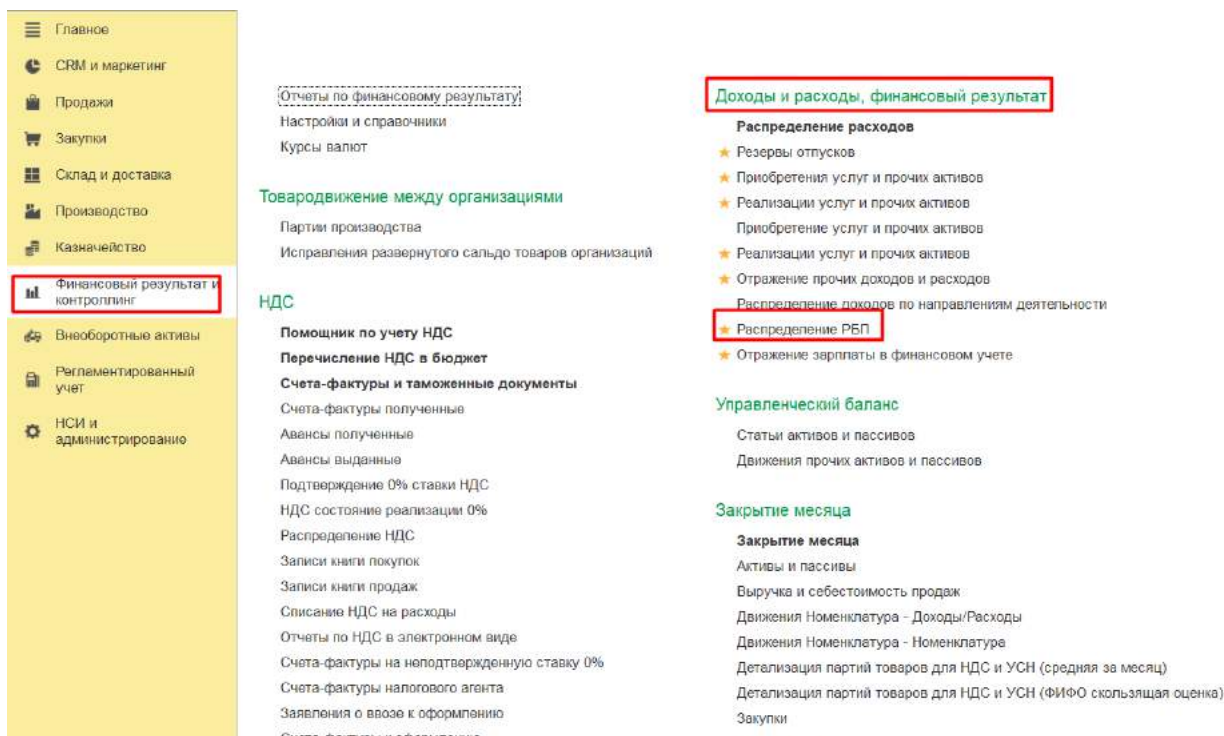 Главное
CRM и маркетинг
Продажи
Закупки
Склад и доставка
Производство
Казначейство
Финансовый результат и
контроллинг
Внеоборотные активы
Регламентированный
учет
НСИ и
администрирование
Отчеты по финансовому результату
Настройки и справочники
Курсы валют
Товародвижение между организациями
Партии производства
Исправления развернутого сальдо товаров организаций
НДС
Помощник по учету НДС
Перечисление НДС в бюджет
Счета-фактуры и таможенные документы
Счета-фактуры полученные
Авансы полученные
Авансы выданные
Подтверждение 0% ставки НДС
НДС состояние реализации 0%
Распределение НДС
Записи книги покупок
Записи книги продаж
Списание НДС на расходы
Отчеты по НДС в электронном виде
Счета-фактуры на неподтвержденную ставку 0%
Счета-фактуры налогового агента
Заявления о ввозе к оформлению
Доходы и расходы, финансовый результат
Распределение расходов
Резервы отпусков
Приобретения услуг и прочих активов
Реализации услуг и прочих активов
Приобретение услуг и прочих активов
Реализации услуг и прочих активов
Отражение прочих доходов и расходов
Распределение доходов по направлениям деятельности
Распределение РБП
Отражение зарплаты в финансовом учете
Управленческий баланс
Статьи активов и пассивов
Движения прочих активов и пассивов
Закрытие месяца
Закрытие месяца
Активы и пассивы
Выручка и себестоимость продаж
Движения Номенклатура - Доходы/Расходы
Движения Номенклатура - Номенклатура
Детализация партий товаров для НДС и УСН (средняя за месяц)
Детализация партий товаров для НДС и УСН (ФИФО скользящая оценка)
Закупки